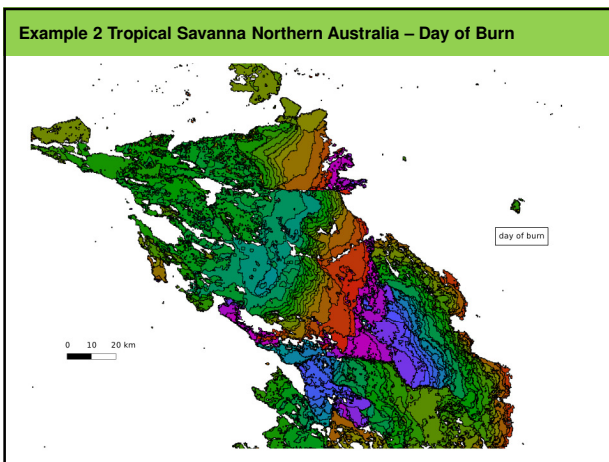 Example 2 Tropical Savanna Northern Australia – Day of Burn
day of burn
0 10 20 km